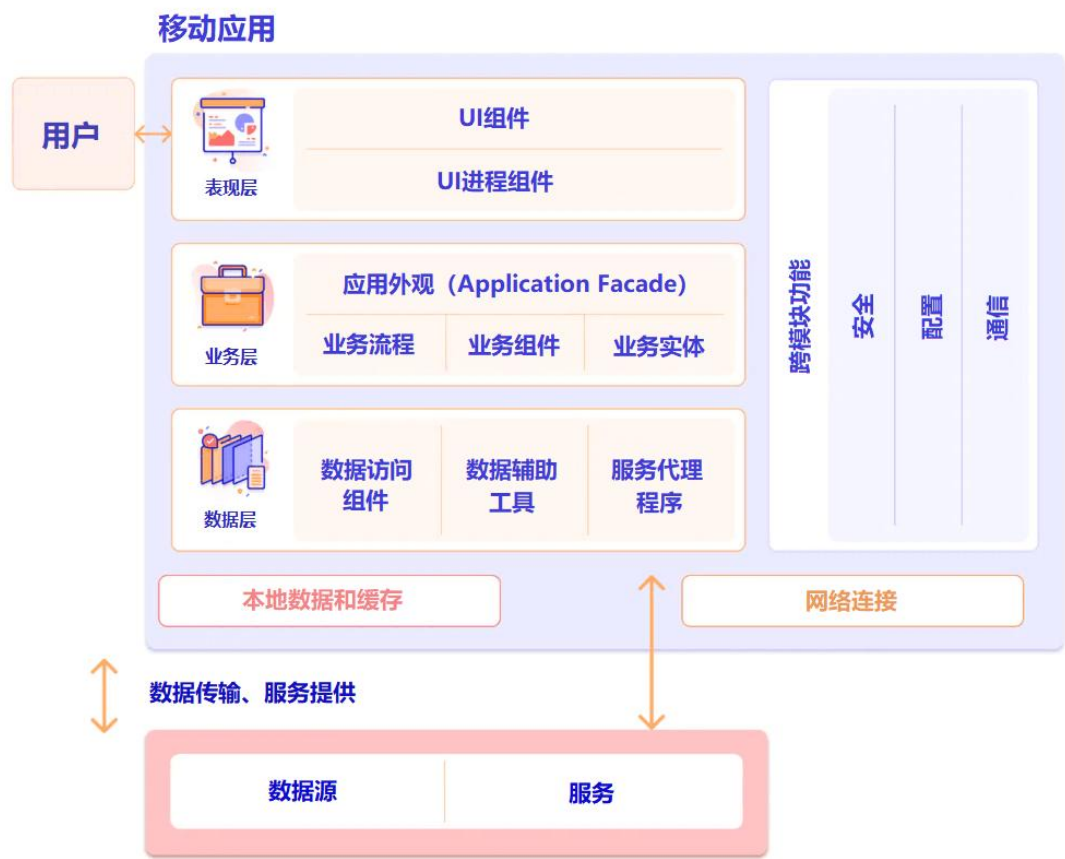 移动应用
用户
表现层
UI组件
UI进程组件
业务层
应用外观（Application Facade）
业务流程
业务组件
业务实体
数据层
数据访问
组件
数据辅助
工具
服务代理
程序
跨模块功能
安全
配置
通信
本地数据和缓存
网络连接
数据传输、服务提供
数据源
服务